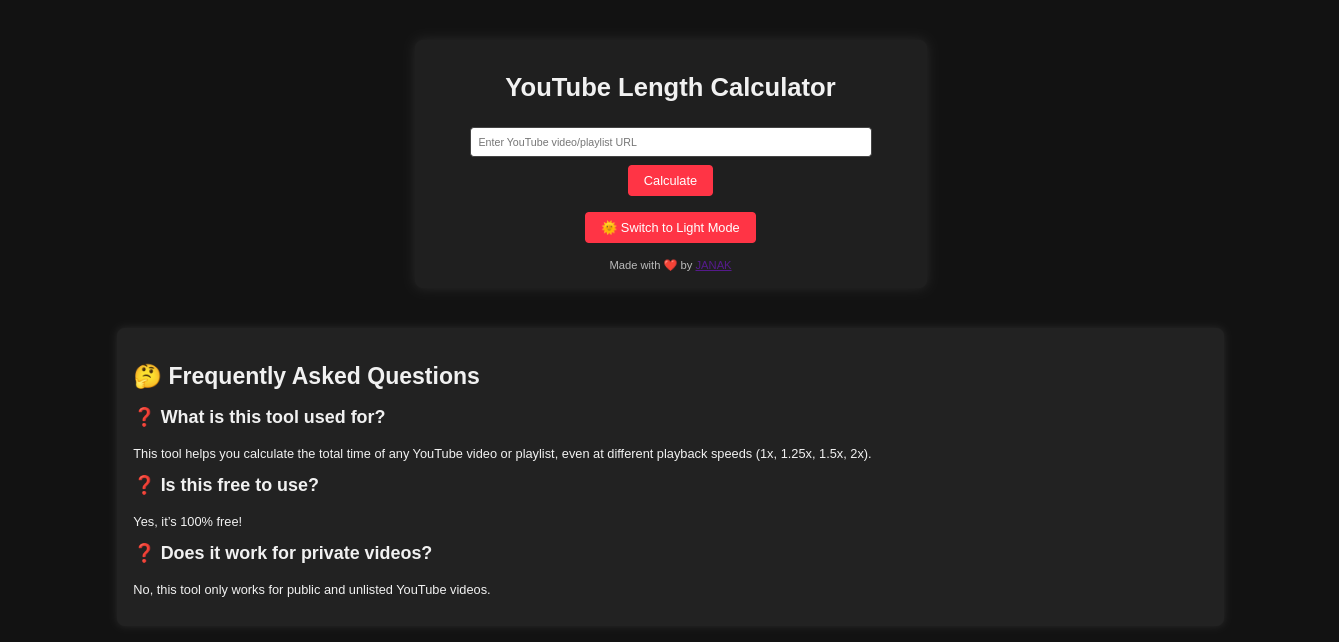 YouTube Length Calculator
Enter YouTube video/playlist URL
Calculate
🌞 Switch to Light Mode
Made with ❤️ by JANAK
🤔 Frequently Asked Questions
❓ What is this tool used for?
This tool helps you calculate the total time of any YouTube video or playlist, even at different playback speeds (1x, 1.25x, 1.5x, 2x).
❓ Is this free to use?
Yes, it’s 100% free!
❓ Does it work for private videos?
No, this tool only works for public and unlisted YouTube videos.